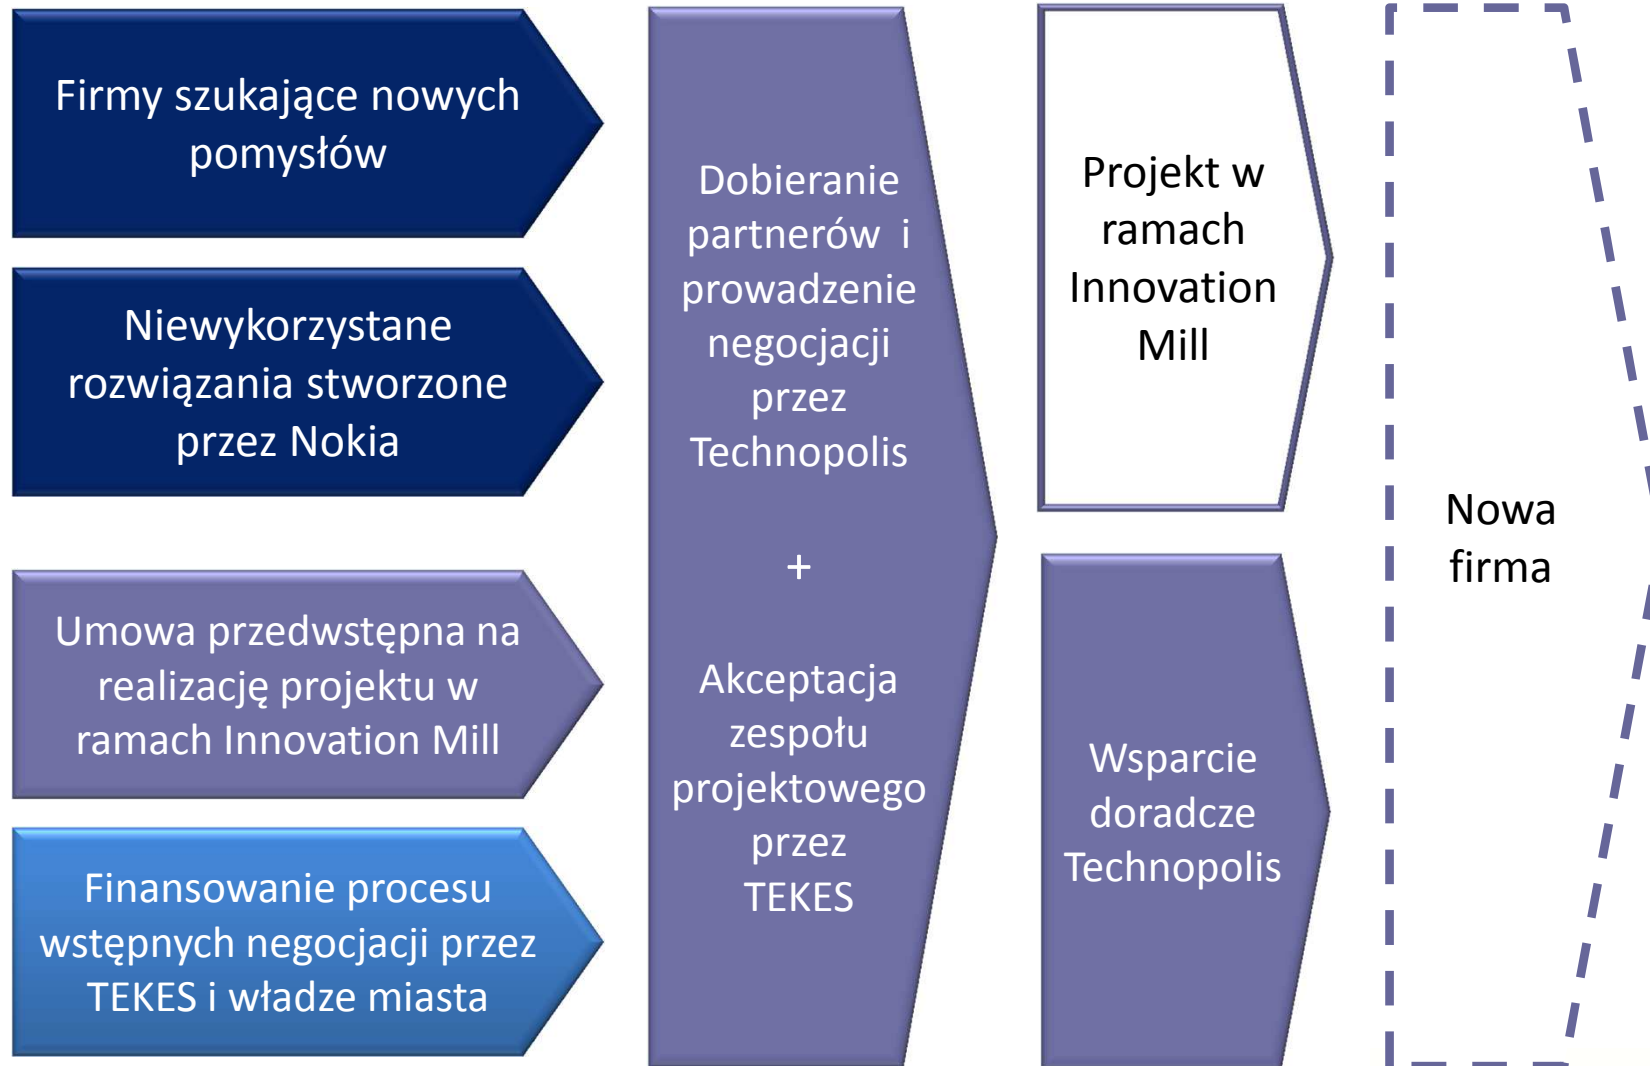 Firmy szukające nowych
pomysłów
Niewykorzystane
rozwiązania stworzone
przez Nokia
Umowa przedwstępna na
realizację projektu w
ramach Innovation Mill
Finansowanie procesu
wstępnych negocjacji przez
TEKES i władze miasta
Dobieranie
partnerów i
prowadzenie
negocjacji
przez
Technopolis
+
Akceptacja
zespołu
projektowego
przez
TEKES
Projekt w
ramach
Innovation
Mill
Wsparcie
doradcze
Technopolis
Nowa
firma